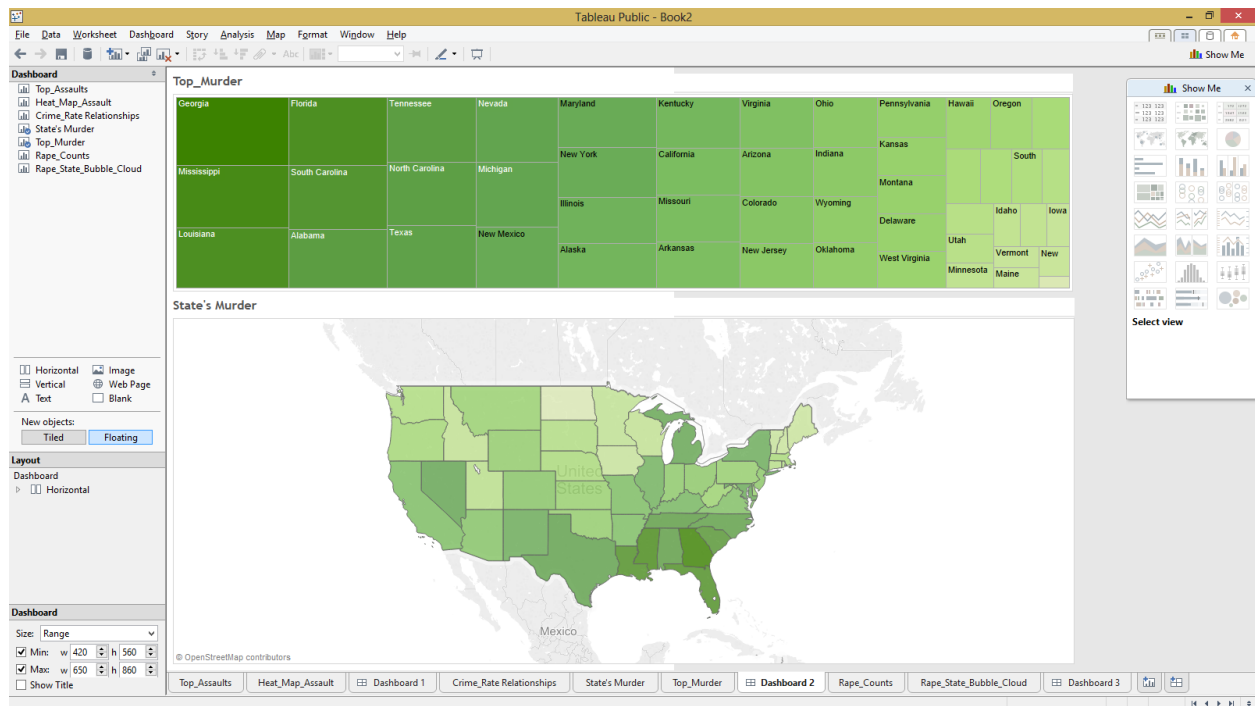 Tableau Public - Book2
File Data Worksheet Dashboard Story Analysis Map Format Window Help
Abc
Show Me
Dashboard
Top_Assaults
Heat_Map_Assault
Crime_Rate Relationships
State's Murder
Top_Murder
Rape_Counts
Rape_State_Bubble_Cloud
Horizontal Image
Vertical Web Page
A Text Blank
New objects:
Tiled Floating
Layout
Dashboard
Horizontal
Dashboard
Size: Range
Min: w 420 h 560
Max: w 650 h 860
Show Title
Top_Murder
Georgia Florida Tennessee Nevada Maryland Kentucky Virginia Ohio Pennsylvania Hawaii Oregon
Kansas
New York California Arizona Indiana South
Mississippi South Carolina North Carolina Michigan
Montana
Illinois Missouri Colorado Wyoming Idaho Iowa
Delaware
Louisiana Alabama Texas New Mexico
Utah
Alaska Arkansas New Jersey Oklahoma Vermont New
West Virginia
Minnesota Maine
State's Murder
United
States
Mexico
© OpenStreetMap contributors
Show Me
Select view
Top_Assaults Heat_Map_Assault Dashboard 1 Crime_Rate Relationships State's Murder Top_Murder Dashboard 2 Rape_Counts Rape_State_Bubble_Cloud Dashboard 3